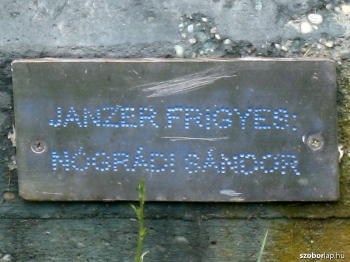 JANZER FRIGYES:
NÓGRÁDI SÁNDOR
szoborlap.hu